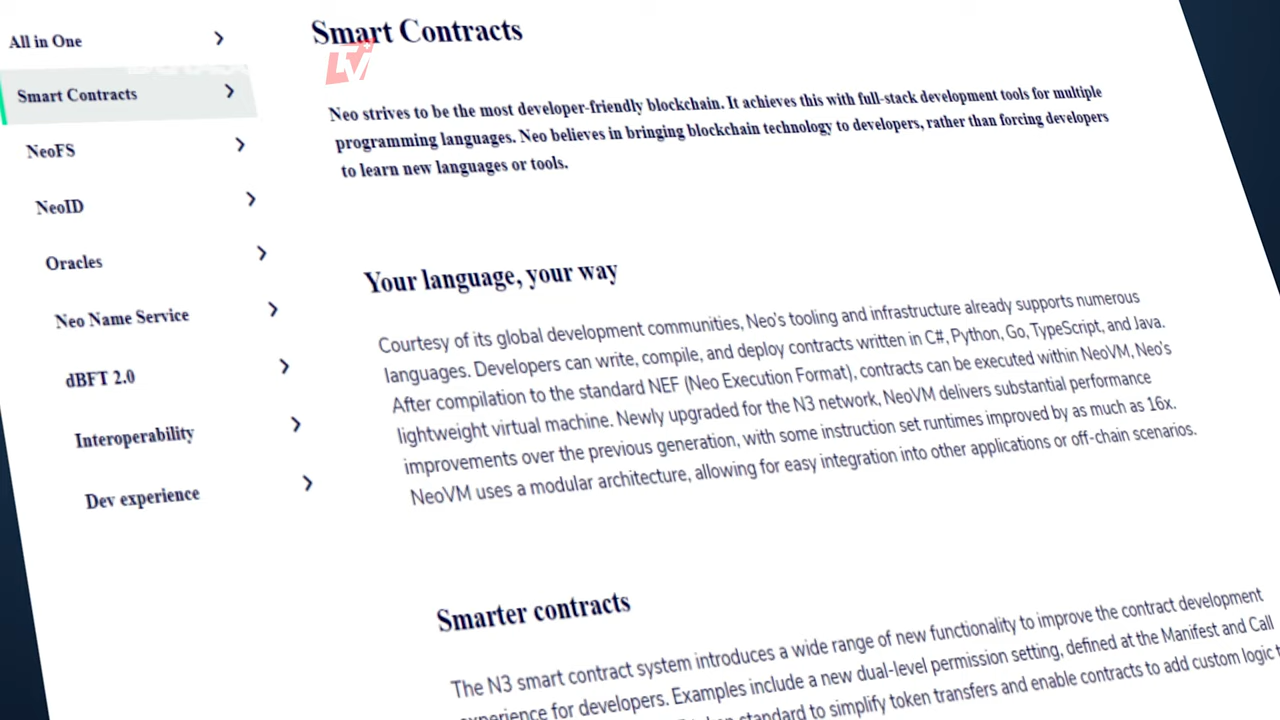 All in One
Smart Contracts
NeoFS
NeoID
Oracles
Neo Name Service
dBFT 2.0
Interoperability
Dev experience
Smart Contracts
TV+
Neo strives to be the most developer-friendly blockchain. It achieves this with full-stack development tools for multiple
programming languages. Neo believes in bringing blockchain technology to developers, rather than forcing developers
to learn new languages or tools.
Your language, your way
Courtesy of its global development communities, Neo's tooling and infrastructure already supports numerous
languages. Developers can write, compile, and deploy contracts written in C#, Python, Go, TypeScript, and Java.
After compilation to the standard NEF (Neo Execution Format), contracts can be executed within NeoVM, Neo's
lightweight virtual machine. Newly upgraded for the N3 network, NeoVM delivers substantial performance
improvements over the previous generation, with some instruction set runtimes improved by as much as 16x.
NeoVM uses a modular architecture, allowing for easy integration into other applications or off-chain scenarios.
Smarter contracts
The N3 smart contract system introduces a wide range of new functionality to improve the contract development
experience for developers. Examples include a new dual-level permission setting, defined at the Manifest and Call
standard to simplify token transfers and enable contracts to add custom logic